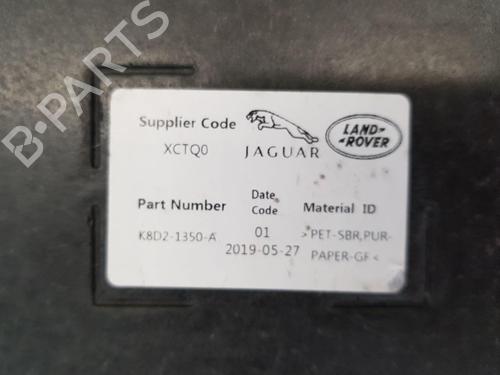 B-PARTS
Supplier Code
XCTQ0
JAGUAR
LAND-
-ROVER
Part Number
K8D2-1350-A
Date
Code
01
2019-05-27
Material ID
>PET-SBR,PUR-
PAPER-GF<